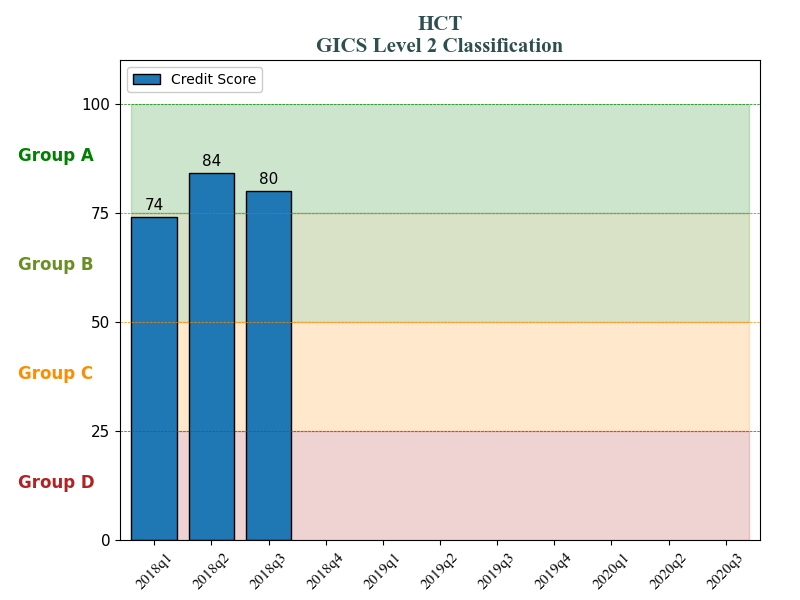 HCT
GICS Level 2 Classification
Credit Score
100
Group A
84
80
74
75
Group B
50
Group C
25
Group D
0
2018q1
2018q2
2018q3
2018q4
2019q1
2019q2
2019q3
2019q4
2020q1
2020q2
2020q3